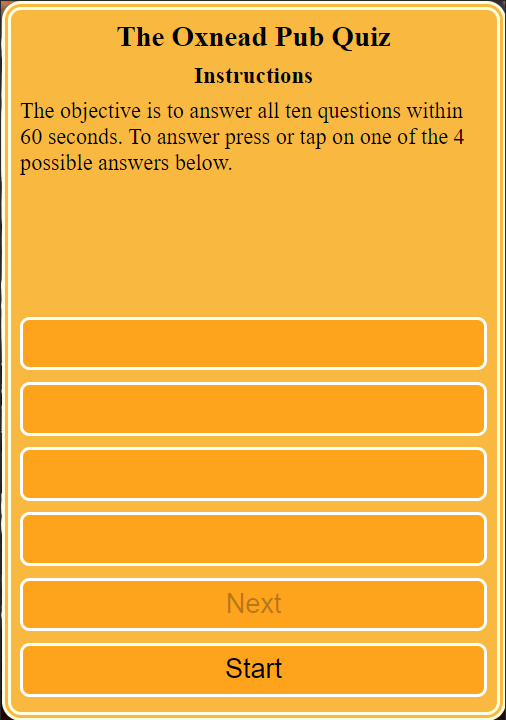 The Oxnead Pub Quiz
Instructions
The objective is to answer all ten questions within
60 seconds. To answer press or tap on one of the 4
possible answers below.
Next
Start